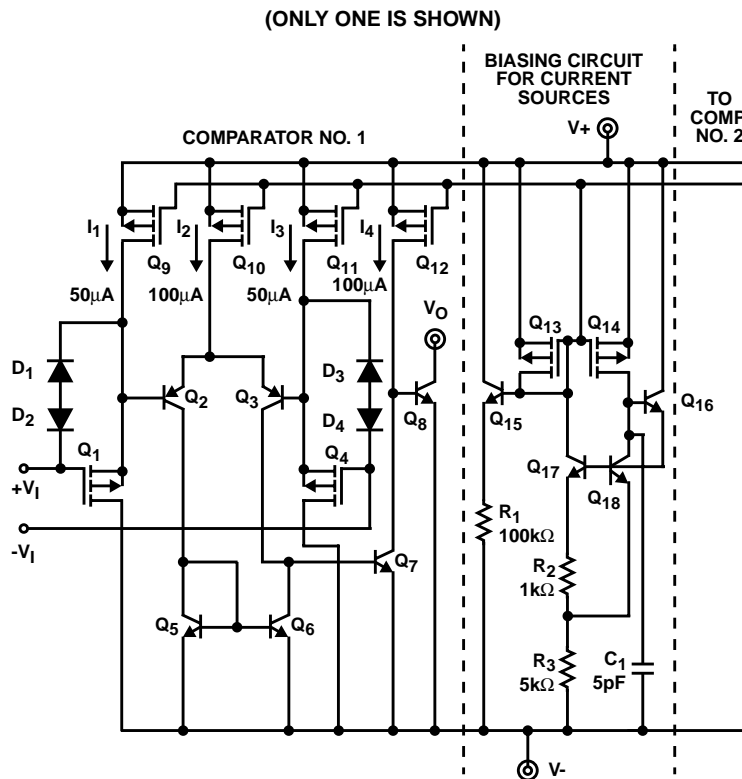 (ONLY ONE IS SHOWN)
BIASING CIRCUIT
FOR CURRENT
SOURCES
V+
TO
COMP
NO. 2
COMPARATOR NO. 1
I1
I2
I3
I4
Q9
Q10
Q11
Q12
50μA
100μA
50μA
100μA
VO
Q13
Q14
D1
D2
Q2
Q3
D3
D4
Q8
Q15
Q16
Q1
Q4
+VI
-VI
Q17
Q18
R1
100kΩ
Q7
R2
1kΩ
Q5
Q6
R3
5kΩ
C1
5pF
V-